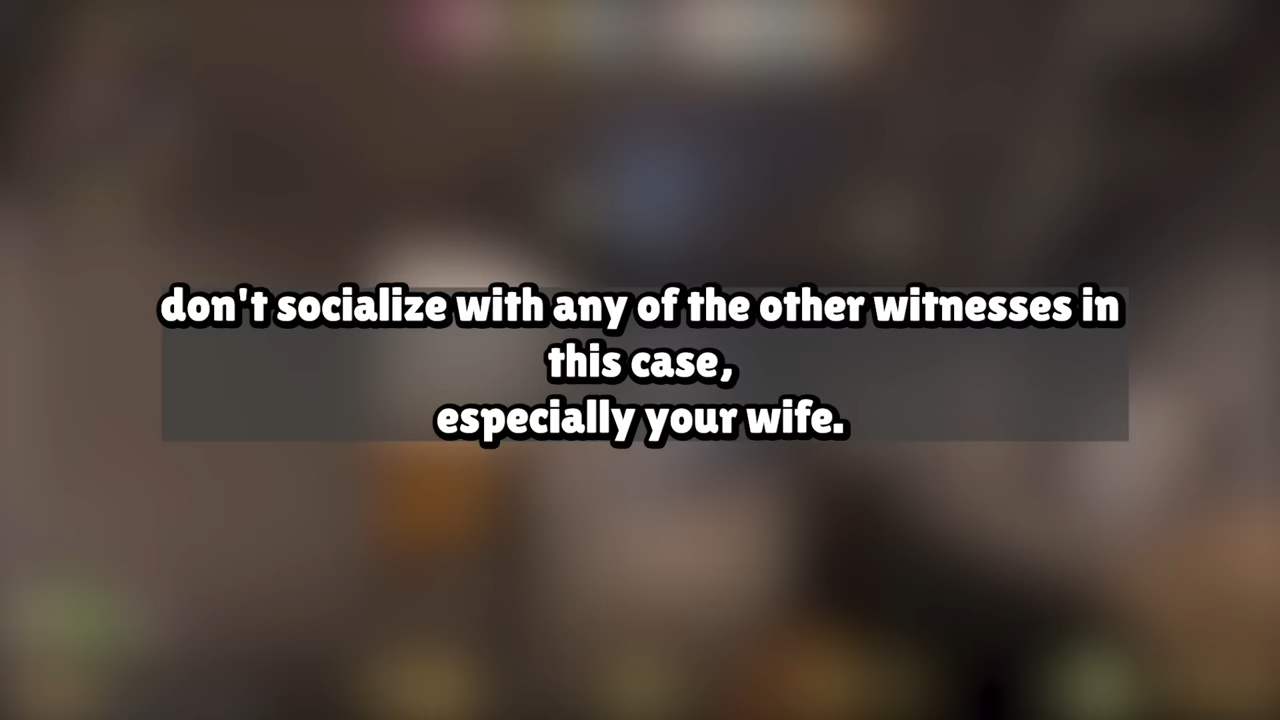 don't socialize with any of the other witnesses in
this case,
especially your wife.